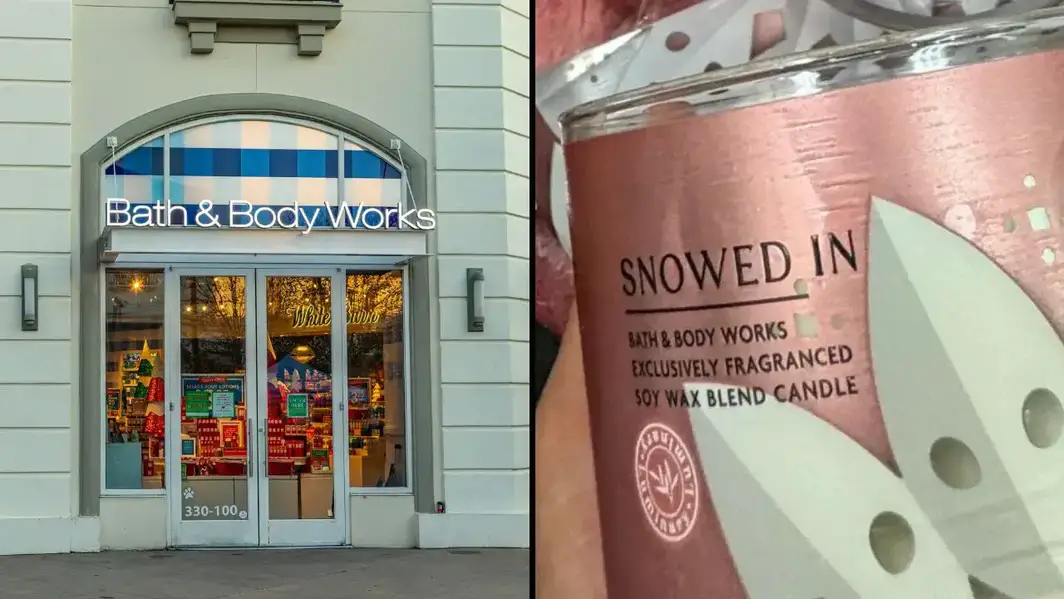 Bath & Body Works
330-100
SNOWED IN
BATH & BODY WORKS
EXCLUSIVELY FRAGRANCED
SOY WAX BLEND CANDLE